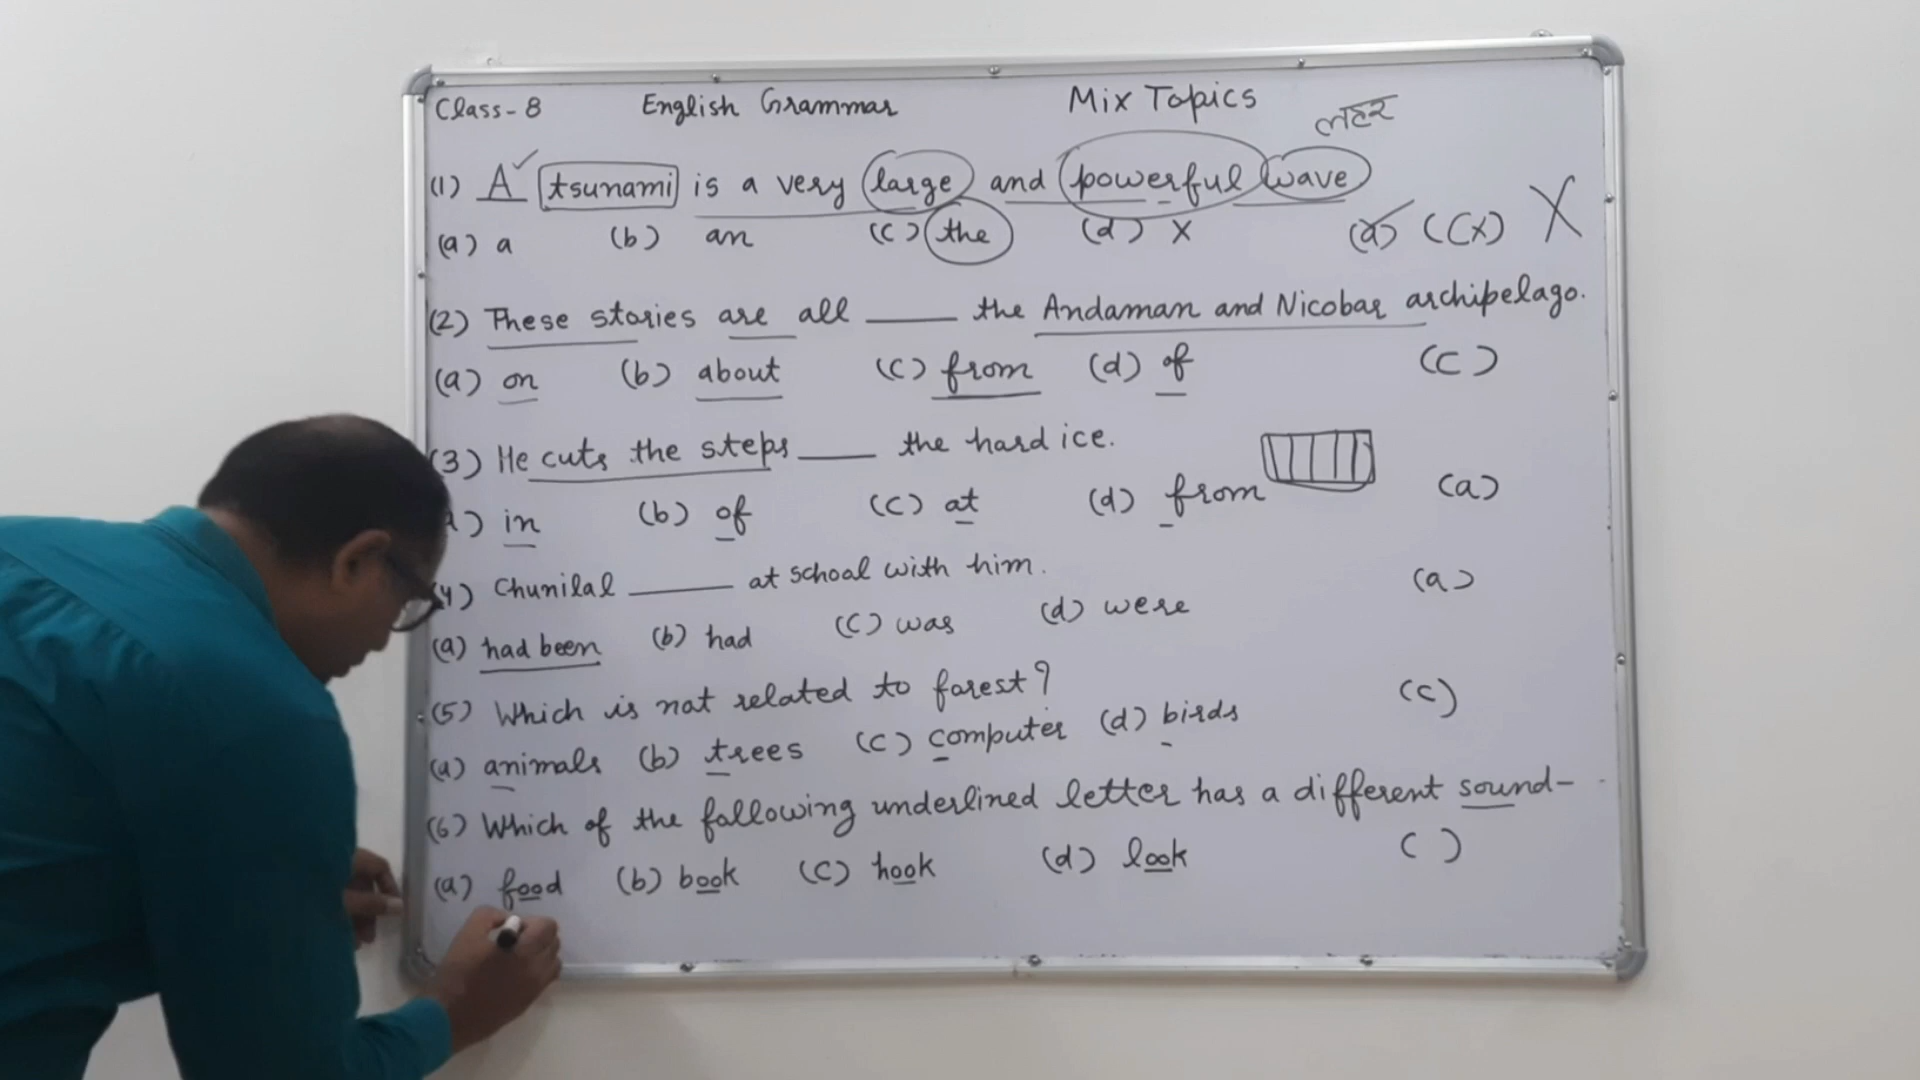 Class-8 English Grammar Mix Topics
लहर
(1) A ✓ tsunami is a very large and powerful wave
(a) a (b) an (c) the (d) X (a) (Cx) X
(2) These stories are all ____ the Andaman and Nicobar archipelago.
(a) on (b) about (c) from (d) of (c)
(3) He cuts the steps ____ the hard ice.
) in (b) of (c) at (d) from (a)
4) Chunilal ____ at school with him.
(a) had been (b) had (c) was (d) were (a)
(5) Which is not related to forest?
(a) animals (b) trees (c) computer (d) birds (c)
(6) Which of the following underlined letter has a different sound-
(a) food (b) book (c) hook (d) look ( )